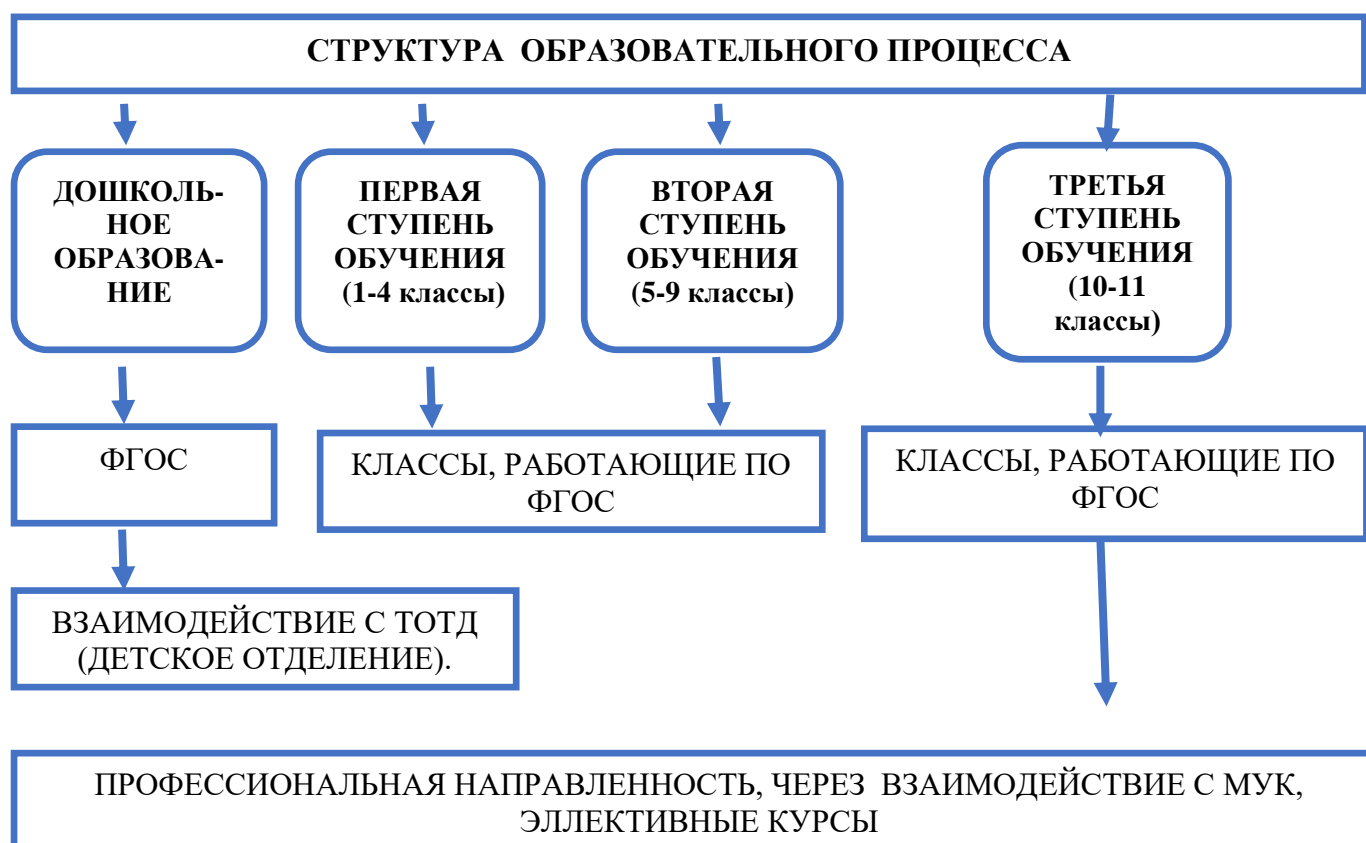 СТРУКТУРА ОБРАЗОВАТЕЛЬНОГО ПРОЦЕССА
ДОШКОЛЬ-
НОЕ
ОБРАЗОВА-
НИЕ
ПЕРВАЯ
СТУПЕНЬ
ОБУЧЕНИЯ
(1-4 классы)
ВТОРАЯ
СТУПЕНЬ
ОБУЧЕНИЯ
(5-9 классы)
ТРЕТЬЯ
СТУПЕНЬ
ОБУЧЕНИЯ
(10-11
классы)
ФГОС
КЛАССЫ, РАБОТАЮЩИЕ ПО
ФГОС
КЛАССЫ, РАБОТАЮЩИЕ ПО
ФГОС
ВЗАИМОДЕЙСТВИЕ С ТОТД
(ДЕТСКОЕ ОТДЕЛЕНИЕ).
ПРОФЕССИОНАЛЬНАЯ НАПРАВЛЕННОСТЬ, ЧЕРЕЗ ВЗАИМОДЕЙСТВИЕ С МУК,
ЭЛЛЕКТИВНЫЕ КУРСЫ